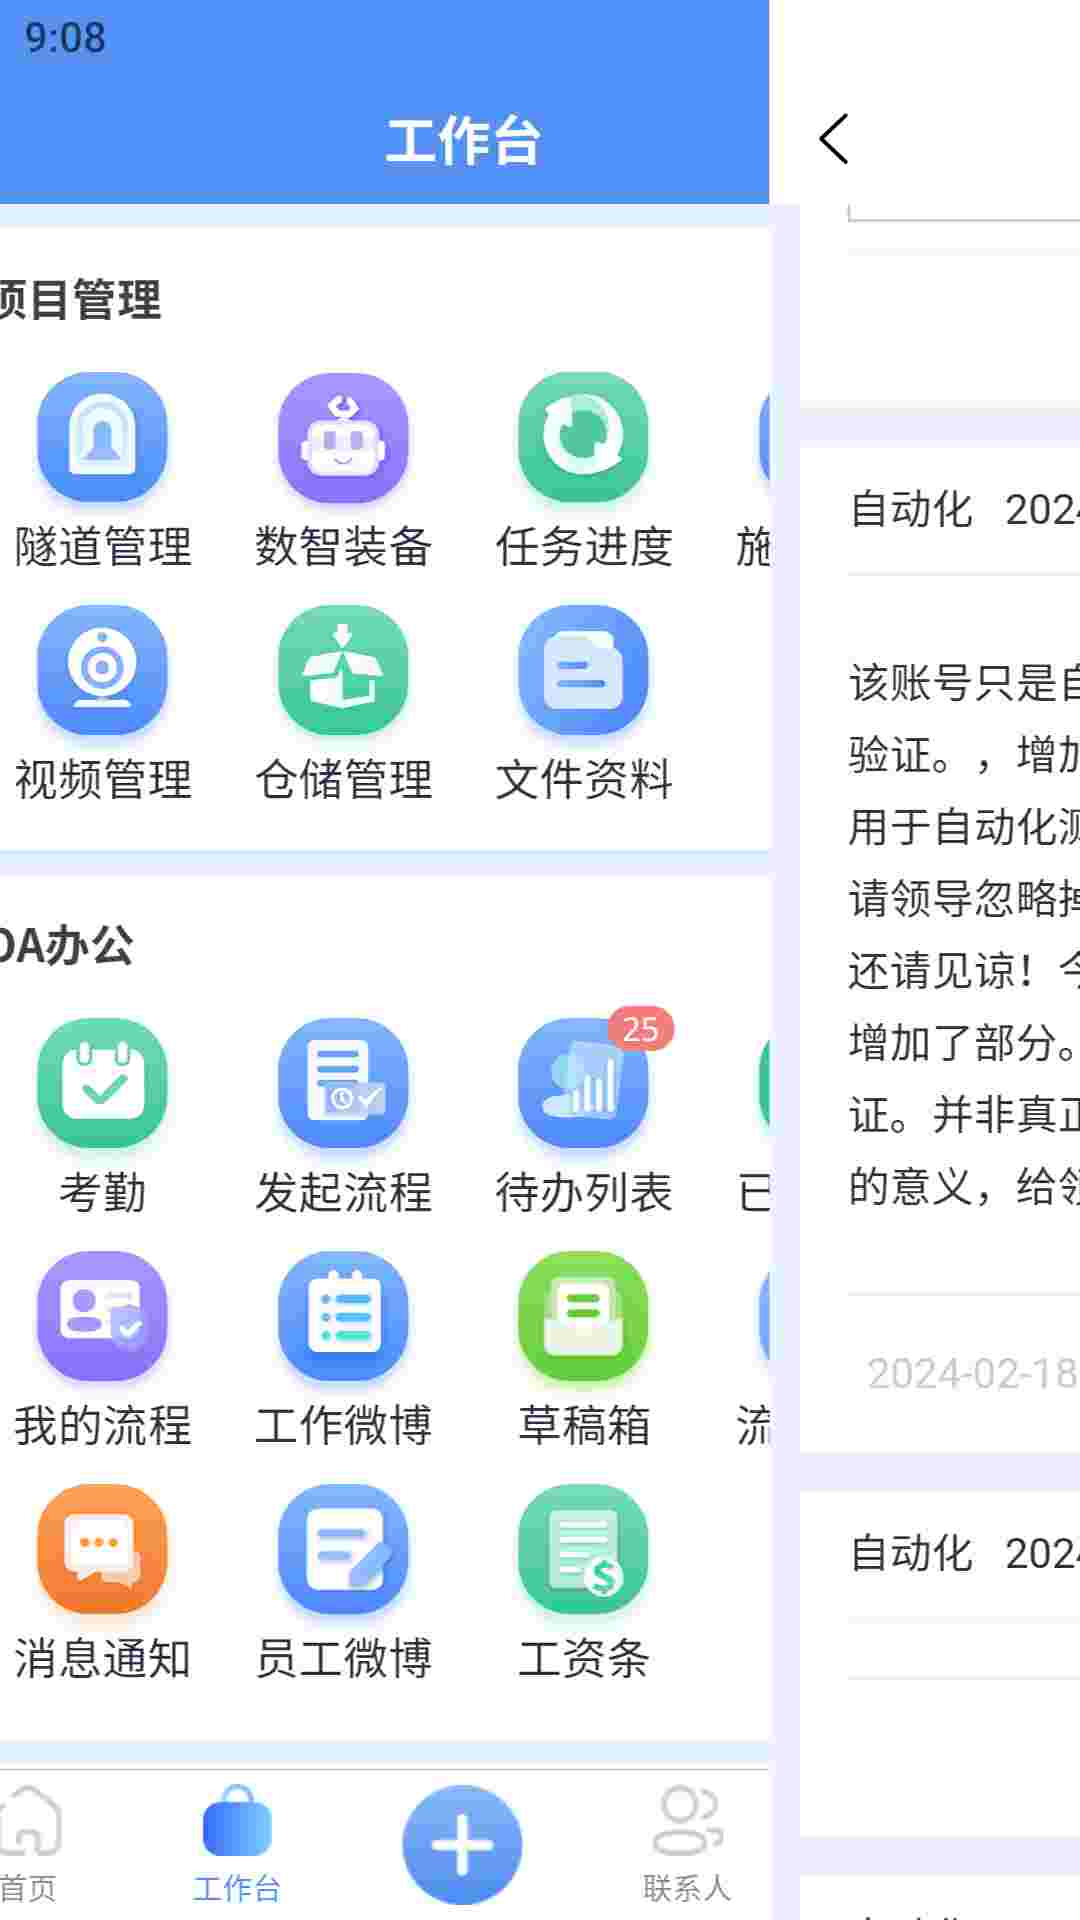 9:08
工作台
项目管理
隧道管理 数智装备 任务进度 施
视频管理 仓储管理 文件资料
OA办公
25
考勤 发起流程 待办列表 已
我的流程 工作微博 草稿箱 流
消息通知 员工微博 工资条
首页 工作台 联系人
自动化 202
该账号只是
验证。，增加
用于自动化测
请领导忽略掉
还请见谅！今
增加了部分。
证。并非真正
的意义，给领
2024-02-18
自动化 202